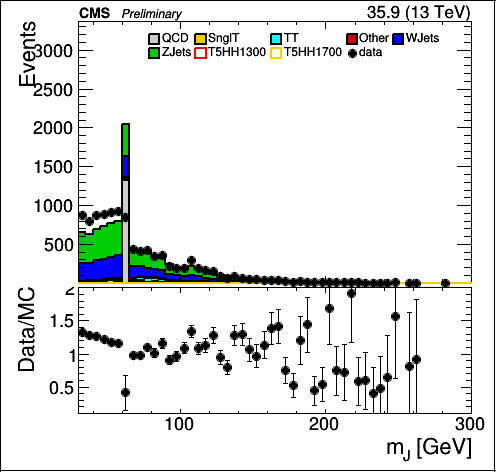 CMS Preliminary 35.9 (13 TeV)
QCD SnglT TT Other WJets
ZJets T5HH1300 T5HH1700 data
Events
3000
2500
2000
1500
1000
500
Data/MC
2
1.5
1
0.5
100 200 300
mJ [GeV]